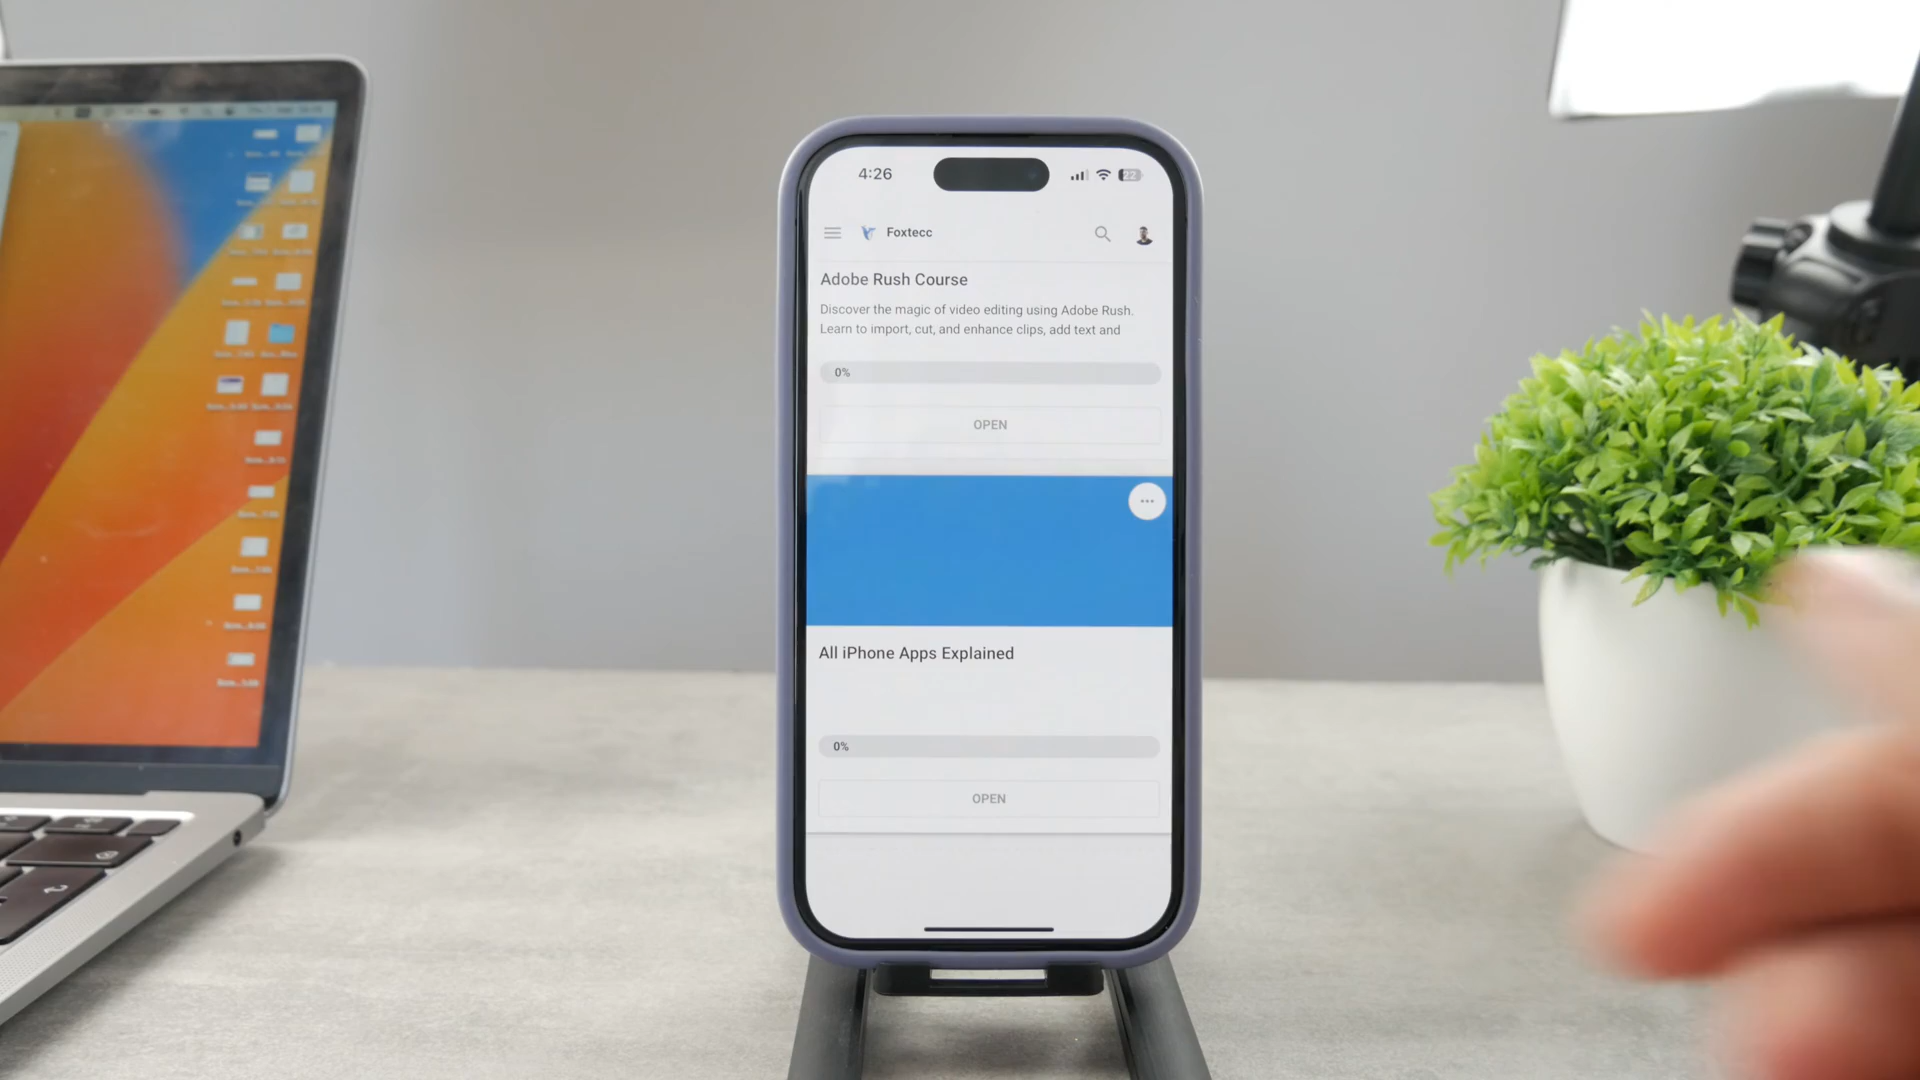 4:26
22
Foxtecc
Adobe Rush Course
Discover the magic of video editing using Adobe Rush.
Learn to import, cut, and enhance clips, add text and
0%
OPEN
All iPhone Apps Explained
0%
OPEN